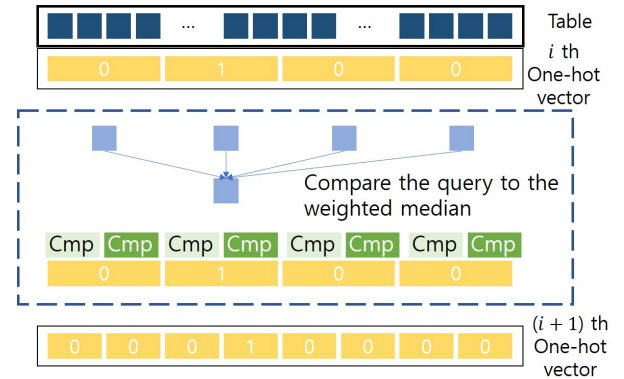 ... ... Table
0 1 0 0
i th
One-hot
vector
Compare the query to the
weighted median
Cmp Cmp Cmp Cmp Cmp Cmp Cmp Cmp
0 1 0 0
0 0 0 1 0 0 0 0
(i + 1) th
One-hot
vector